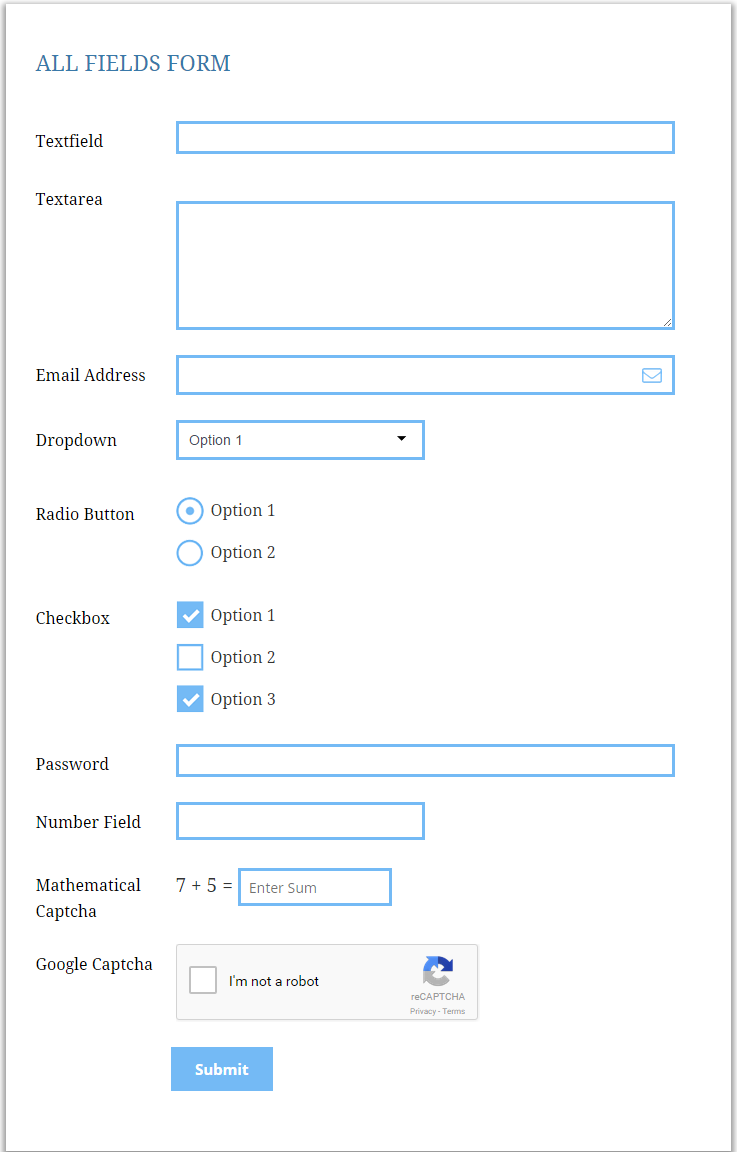 ALL FIELDS FORM
Textfield
Textarea
Email Address
Dropdown
Option 1
Radio Button
Option 1
Option 2
Checkbox
Option 1
Option 2
Option 3
Password
Number Field
Mathematical
Captcha
7 + 5 =
Enter Sum
Google Captcha
I'm not a robot
reCAPTCHA
Privacy - Terms
Submit